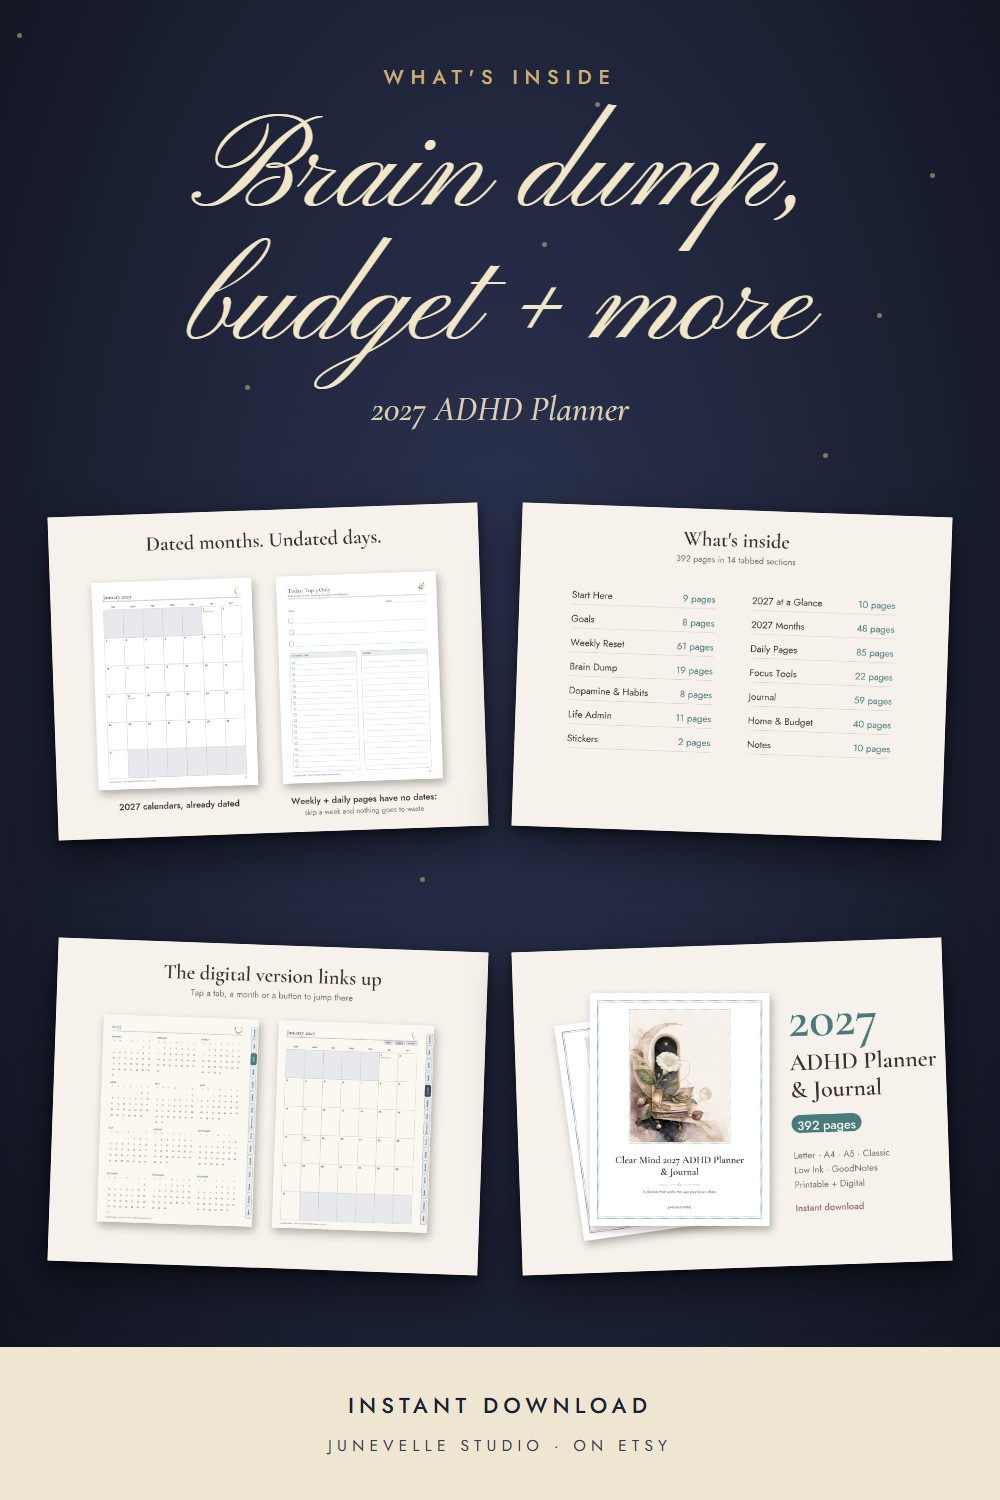 WHAT'S INSIDE
Brain dump,
budget + more
2027 ADHD Planner
Dated months. Undated days.
January 2027
Today: Top 3 Only
2027 calendars, already dated
Weekly + daily pages have no dates:
skip a week and nothing goes to waste
What's inside
392 pages in 14 tabbed sections
Start Here 9 pages
Goals 8 pages
Weekly Reset 61 pages
Brain Dump 19 pages
Dopamine & Habits 8 pages
Life Admin 11 pages
Stickers 2 pages
2027 at a Glance 10 pages
2027 Months 48 pages
Daily Pages 85 pages
Focus Tools 22 pages
Journal 59 pages
Home & Budget 40 pages
Notes 10 pages
The digital version links up
Tap a tab, a month or a button to jump there
2027
January 2027
Clear Mind 2027 ADHD Planner
& Journal
2027
ADHD Planner
& Journal
392 pages
Letter · A4 · A5 · Classic
Low Ink · GoodNotes
Printable + Digital
Instant download
INSTANT DOWNLOAD
JUNEVELLE STUDIO · ON ETSY